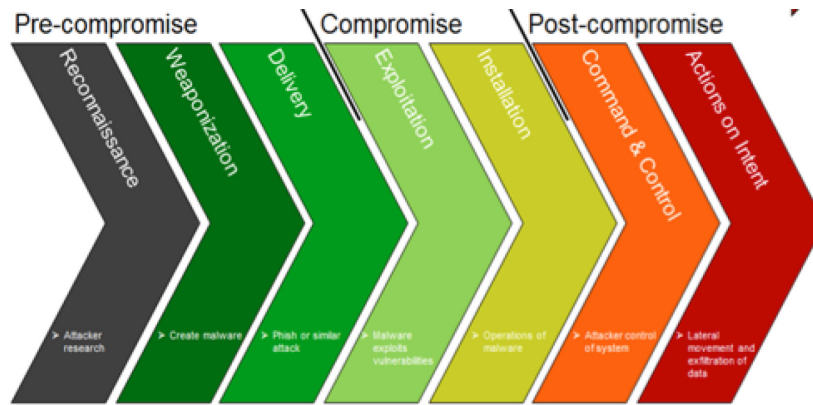 Pre-compromise
Compromise
Post-compromise
Reconnaissance
Weaponization
Delivery
Exploitation
Installation
Command & Control
Actions on Intent
➤ Attacker
research
➤ Create malware
➤ Phish or similar
attack
➤ Malware
exploits
vulnerabilities
➤ Operations of
malware
➤ Attacker control
of system
➤ Lateral
movement and
exfiltration of
data